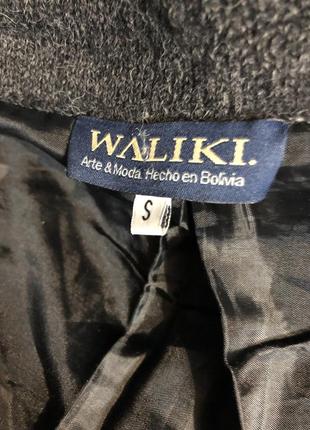 WALIKI.
Arte & Moda. Hecho en Bolivia
S